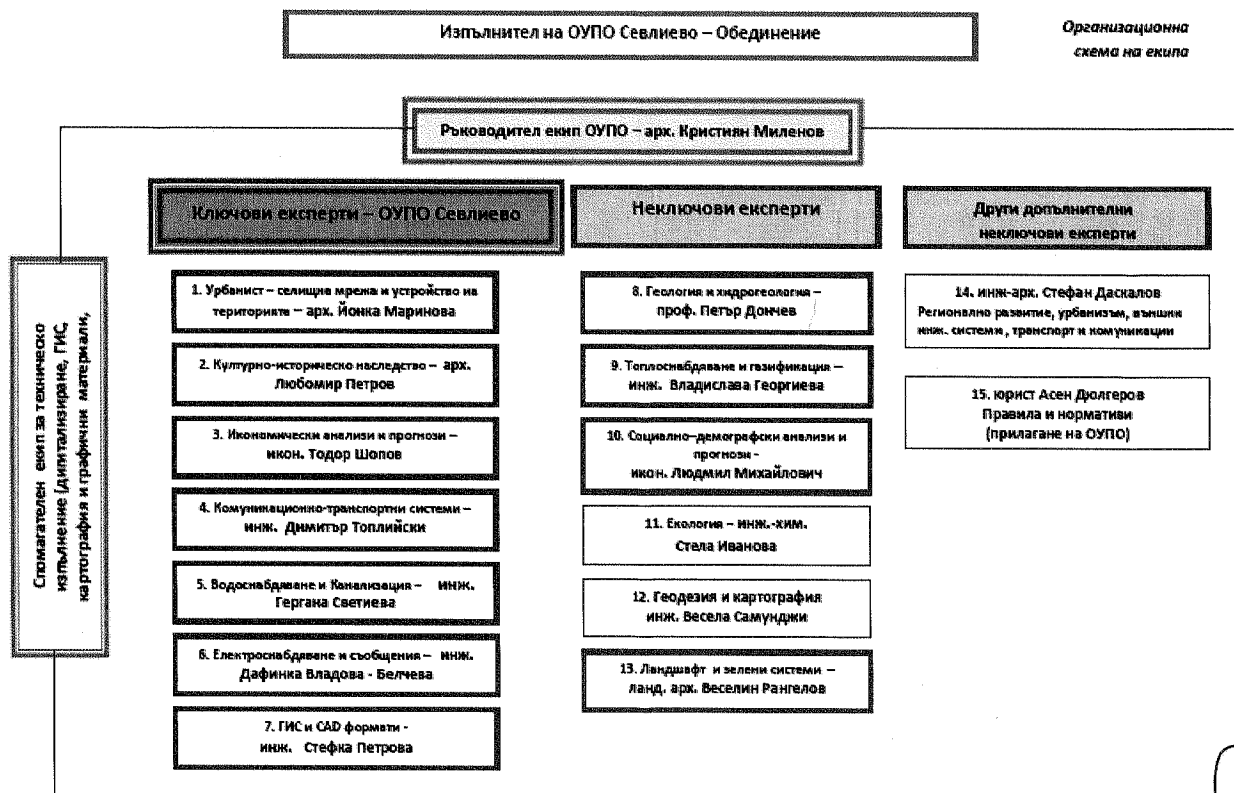 Изпълнител на ОУПО Севлиево – Обединение
Организационна
схема на екипа
Ръководител екип ОУПО – арх. Кристиян Миленов
Ключови експерти – ОУПО Севлиево
Неключови експерти
Други допълнителни
неключови експерти
Спомагателен екип за техническо
изпълнение (дигитализиране, ГИС,
картография и графични материали,
1. Урбанист – селищна мрежа и устройство на
територията – арх. Йонка Маринова
2. Културно-историческо наследство – арх.
Любомир Петров
3. Икономически анализи и прогнози –
икон. Тодор Шопов
4. Комуникационно-транспортни системи –
инж. Димитър Топлийски
5. Водоснабдяване и Канализация – инж.
Гергана Светиева
6. Електроснабдяване и съобщения – инж.
Дафинка Владова - Белчева
7. ГИС и CAD формати -
инж. Стефка Петрова
8. Геология и хидрогеология –
проф. Петър Дончев
9. Топлоснабдяване и газификация –
инж. Владислава Георгиева
10. Социално–демографски анализи и
прогнози -
икон. Людмил Михайлович
11. Екология – инж.-хим.
Стела Иванова
12. Геодезия и картография
инж. Весела Самунджи
13. Ландшафт и зелени системи –
ланд. арх. Веселин Рангелов
14. инж-арх. Стефан Даскалов
Регионално развитие, урбанизъм, външни
инж. системи, транспорт и комуникации
15. юрист Асен Дюлгеров
Правила и нормативи
(прилагане на ОУПО)